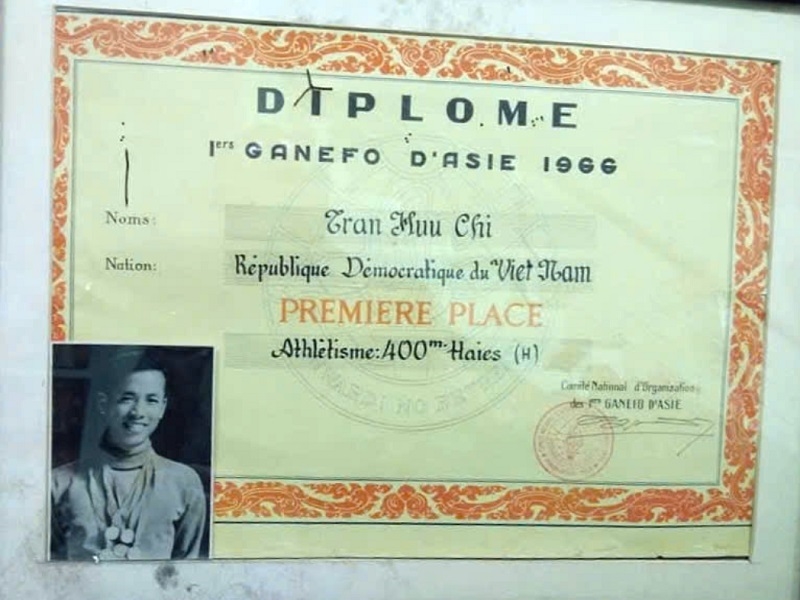 DIPLOME
1ers GANEFO D'ASIE 1966
Noms: Tran Huu Chi
Nation: République Démocratique du Viet Nam
PREMIERE PLACE
Athlétisme: 400m Haies (H)
Comité National d'Organization
des 1ers GANEFO D'ASIE